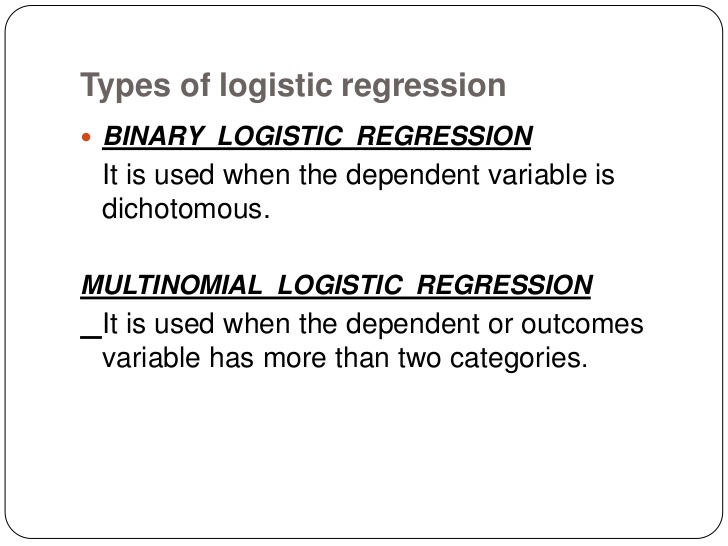 Types of logistic regression
• BINARY LOGISTIC REGRESSION
It is used when the dependent variable is
dichotomous.
MULTINOMIAL LOGISTIC REGRESSION
It is used when the dependent or outcomes
variable has more than two categories.